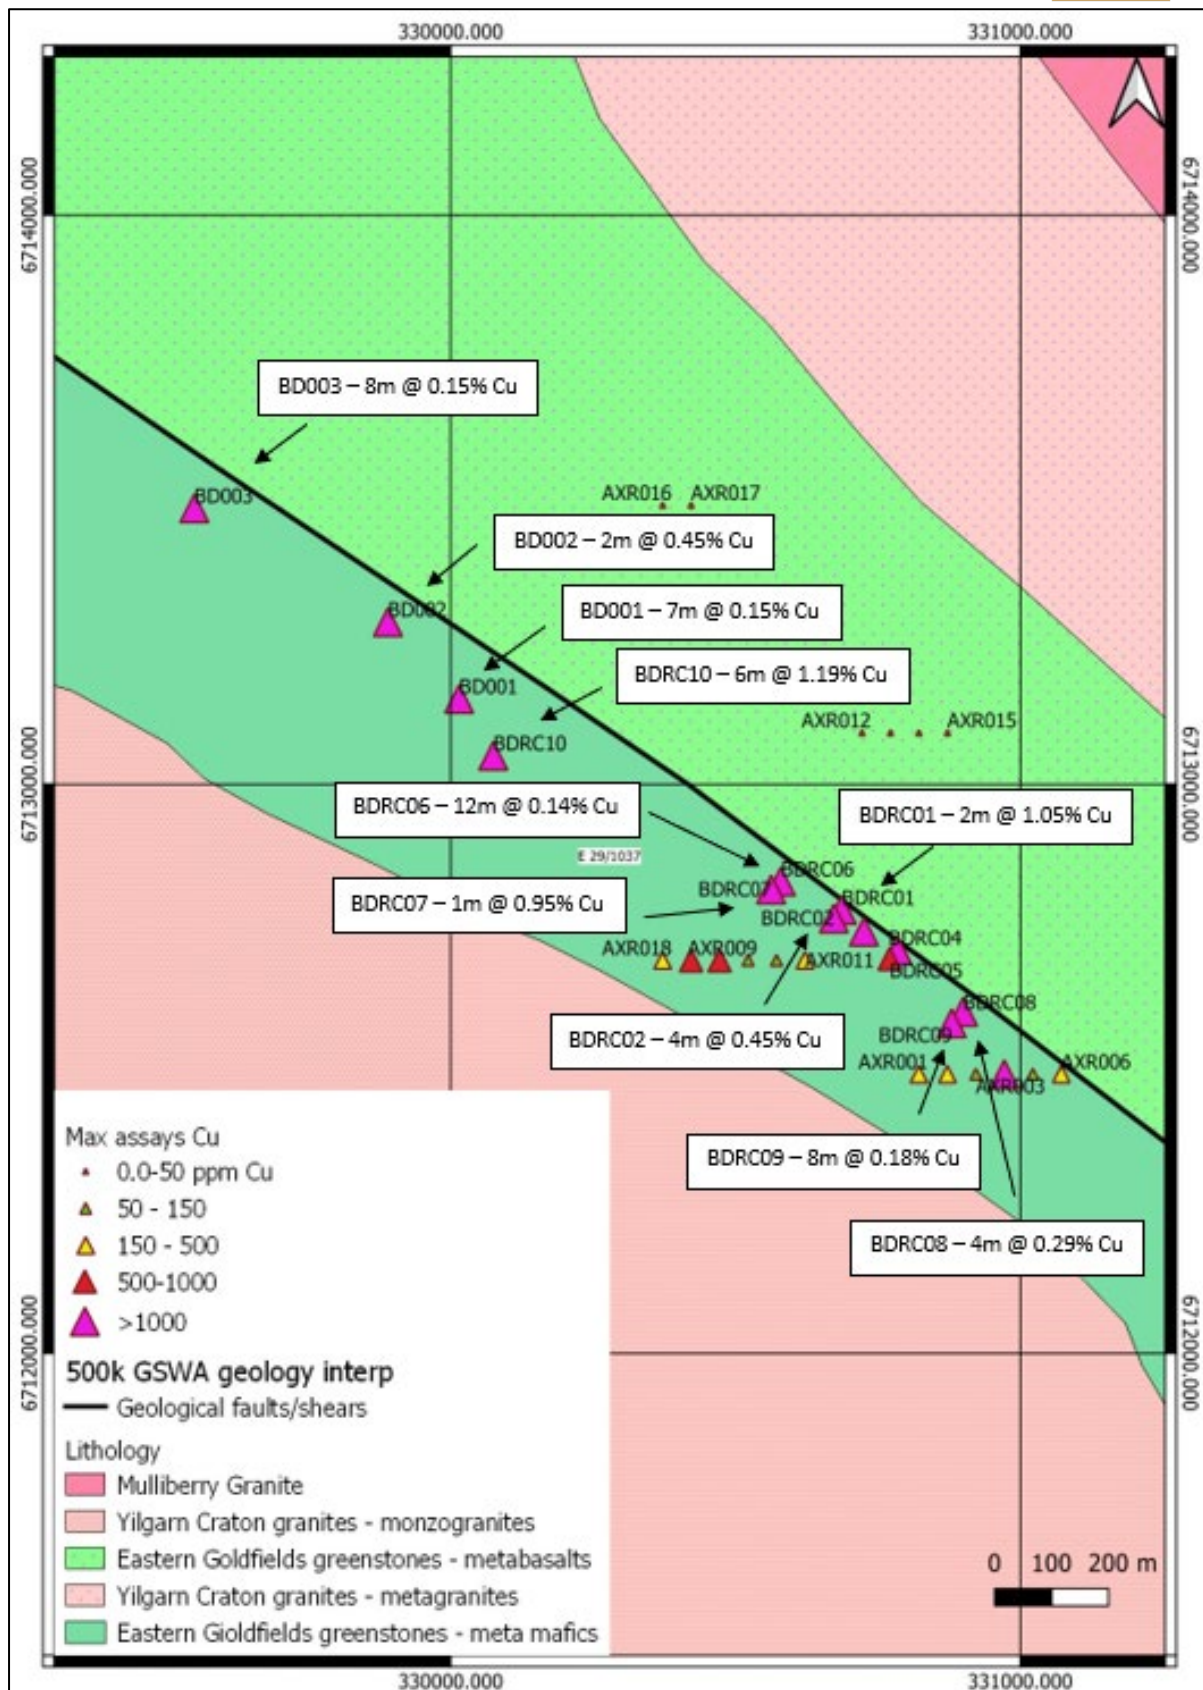 330000.000
331000.000
6714000.000
6714000.000
BD003 – 8m @ 0.15% Cu
BD003
AXR016
AXR017
BD002 – 2m @ 0.45% Cu
BD002
BD001 – 7m @ 0.15% Cu
BD001
BDRC10 – 6m @ 1.19% Cu
BDRC10
AXR012
AXR015
6713000.000
6713000.000
BDRC06 – 12m @ 0.14% Cu
BDRC01 – 2m @ 1.05% Cu
E 29/1037
BDRC06
BDRC07
BDRC07 – 1m @ 0.95% Cu
BDRC01
BDRC02
BDRC04
AXR018
AXR009
AXR011
BDRC05
BDRC08
BDRC02 – 4m @ 0.45% Cu
BDRC09
AXR001
AXR006
AXR003
BDRC09 – 8m @ 0.18% Cu
BDRC08 – 4m @ 0.29% Cu
Max assays Cu
0.0-50 ppm Cu
50 - 150
150 - 500
500-1000
>1000
6712000.000
6712000.000
500k GSWA geology interp
Geological faults/shears
Lithology
Mulliberry Granite
Yilgarn Craton granites - monzogranites
Eastern Goldfields greenstones - metabasalts
Yilgarn Craton granites - metagranites
Eastern Gioldfields greenstones - meta mafics
0 100 200 m
330000.000
331000.000